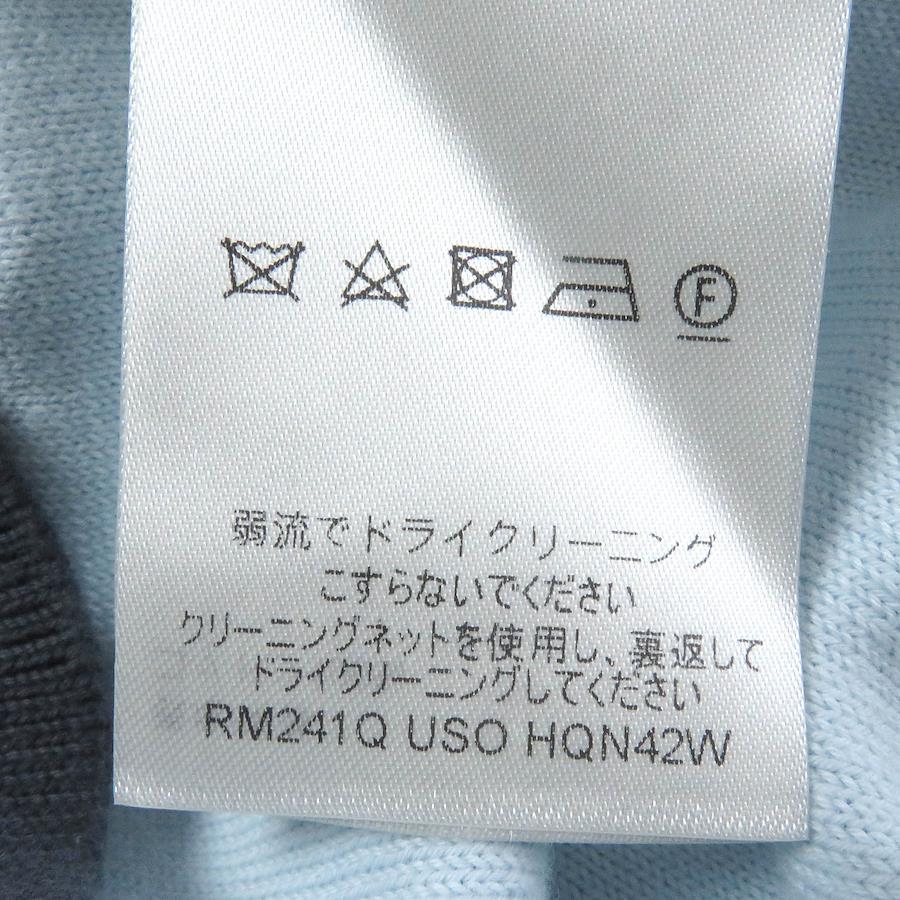 F
弱流でドライクリーニング
こすらないでください
クリーニングネットを使用し、裏返して
ドライクリーニングしてください
RM241Q USO HQN42W